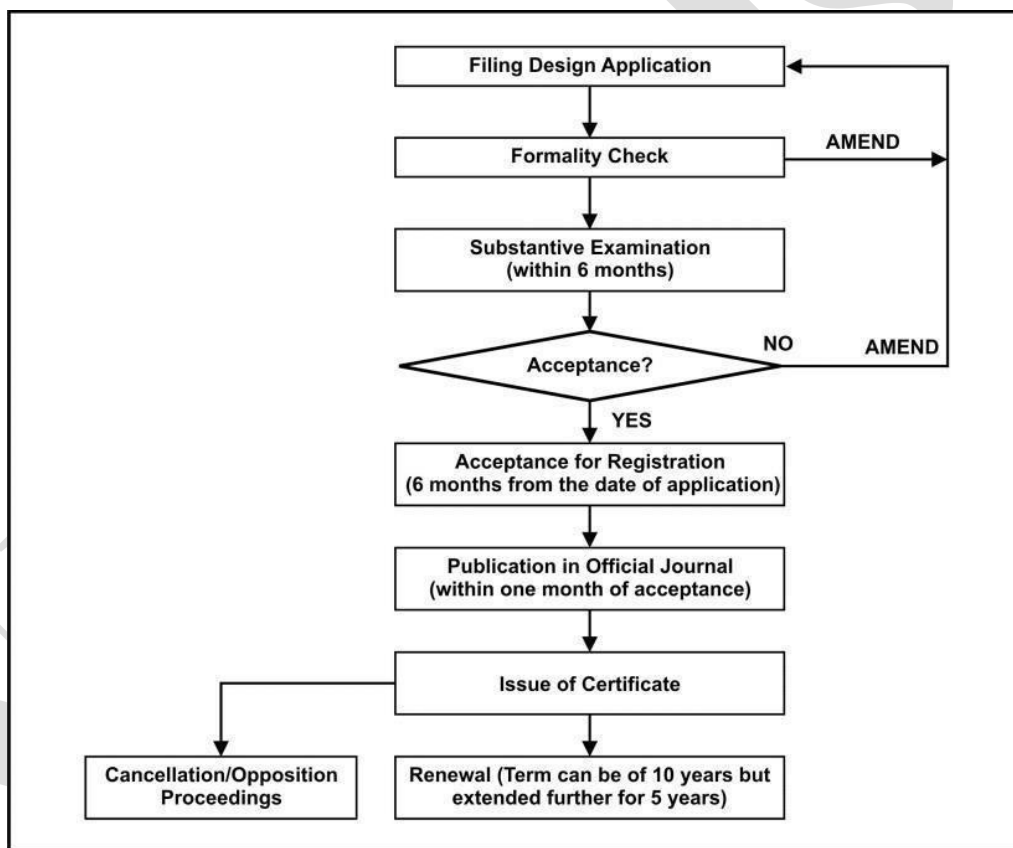 Filing Design Application
Formality Check
AMEND
Substantive Examination
(within 6 months)
Acceptance?
NO
AMEND
YES
Acceptance for Registration
(6 months from the date of application)
Publication in Official Journal
(within one month of acceptance)
Issue of Certificate
Cancellation/Opposition
Proceedings
Renewal (Term can be of 10 years but
extended further for 5 years)